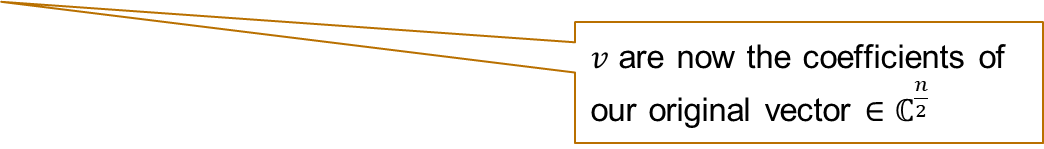 𝑣 are now the coefficients of
our original vector ∈ ℂ^(𝑛/2)